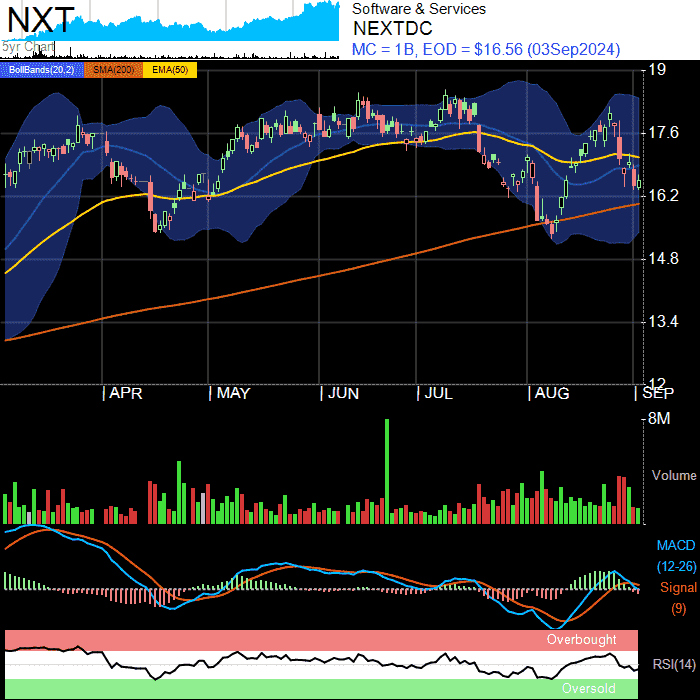 NXT
5yr Chart
Software & Services
NEXTDC
MC = 1B, EOD = $16.56 (03Sep2024)
BollBands(20,2) SMA(200) EMA(50)
19
17.6
16.2
14.8
13.4
12
APR MAY JUN JUL AUG SEP
8M
Volume
MACD
(12-26)
Signal
(9)
Overbought
RSI(14)
Oversold